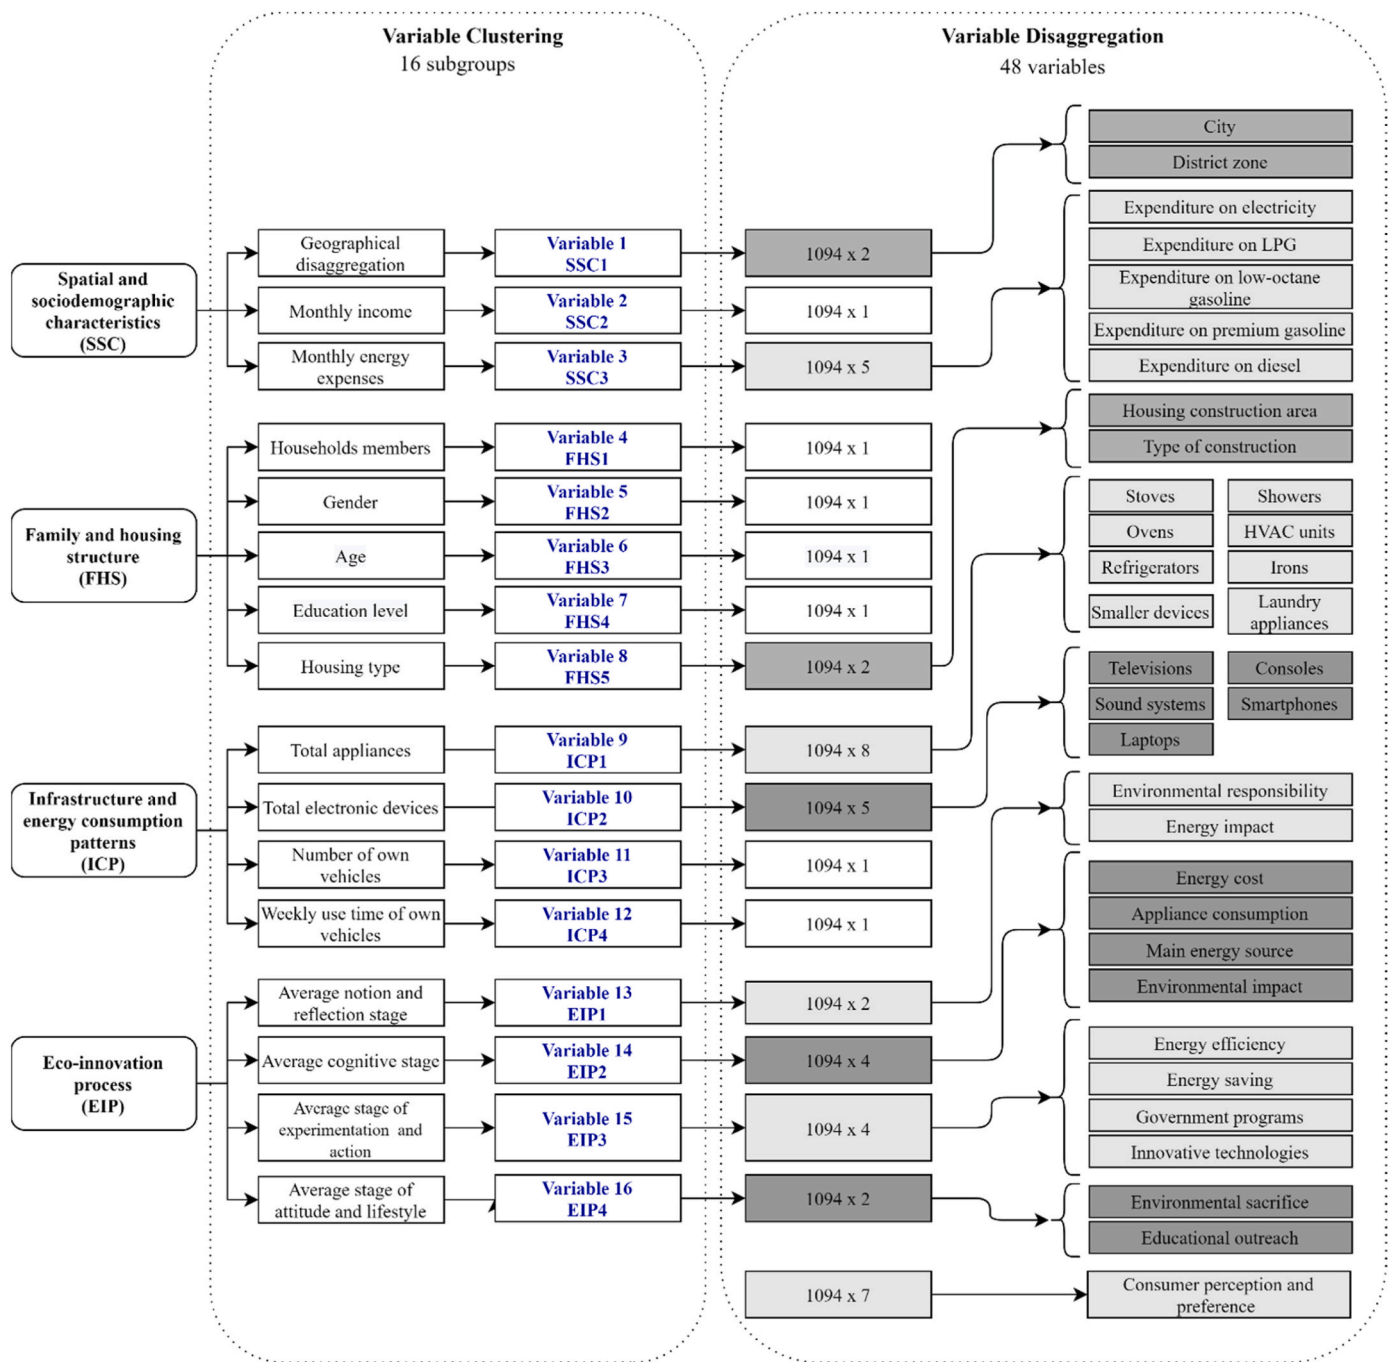 Variable Clustering
16 subgroups
Variable Disaggregation
48 variables
Spatial and
sociodemographic
characteristics
(SSC)
Geographical
disaggregation
Variable 1
SSC1
1094 x 2
City
District zone
Monthly income
Variable 2
SSC2
1094 x 1
Monthly energy
expenses
Variable 3
SSC3
1094 x 5
Expenditure on electricity
Expenditure on LPG
Expenditure on low-octane
gasoline
Expenditure on premium gasoline
Expenditure on diesel
Family and housing
structure
(FHS)
Households members
Variable 4
FHS1
1094 x 1
Gender
Variable 5
FHS2
1094 x 1
Age
Variable 6
FHS3
1094 x 1
Education level
Variable 7
FHS4
1094 x 1
Housing type
Variable 8
FHS5
1094 x 2
Housing construction area
Type of construction
Infrastructure and
energy consumption
patterns
(ICP)
Total appliances
Variable 9
ICP1
1094 x 8
Stoves
Showers
Ovens
HVAC units
Refrigerators
Irons
Smaller devices
Laundry
appliances
Total electronic devices
Variable 10
ICP2
1094 x 5
Televisions
Consoles
Sound systems
Smartphones
Laptops
Number of own
vehicles
Variable 11
ICP3
1094 x 1
Weekly use time of own
vehicles
Variable 12
ICP4
1094 x 1
Eco-innovation
process
(EIP)
Average notion and
reflection stage
Variable 13
EIP1
1094 x 2
Environmental responsibility
Energy impact
Average cognitive stage
Variable 14
EIP2
1094 x 4
Energy cost
Appliance consumption
Main energy source
Environmental impact
Average stage of
experimentation and
action
Variable 15
EIP3
1094 x 4
Energy efficiency
Energy saving
Government programs
Innovative technologies
Average stage of
attitude and lifestyle
Variable 16
EIP4
1094 x 2
Environmental sacrifice
Educational outreach
1094 x 7
Consumer perception and
preference